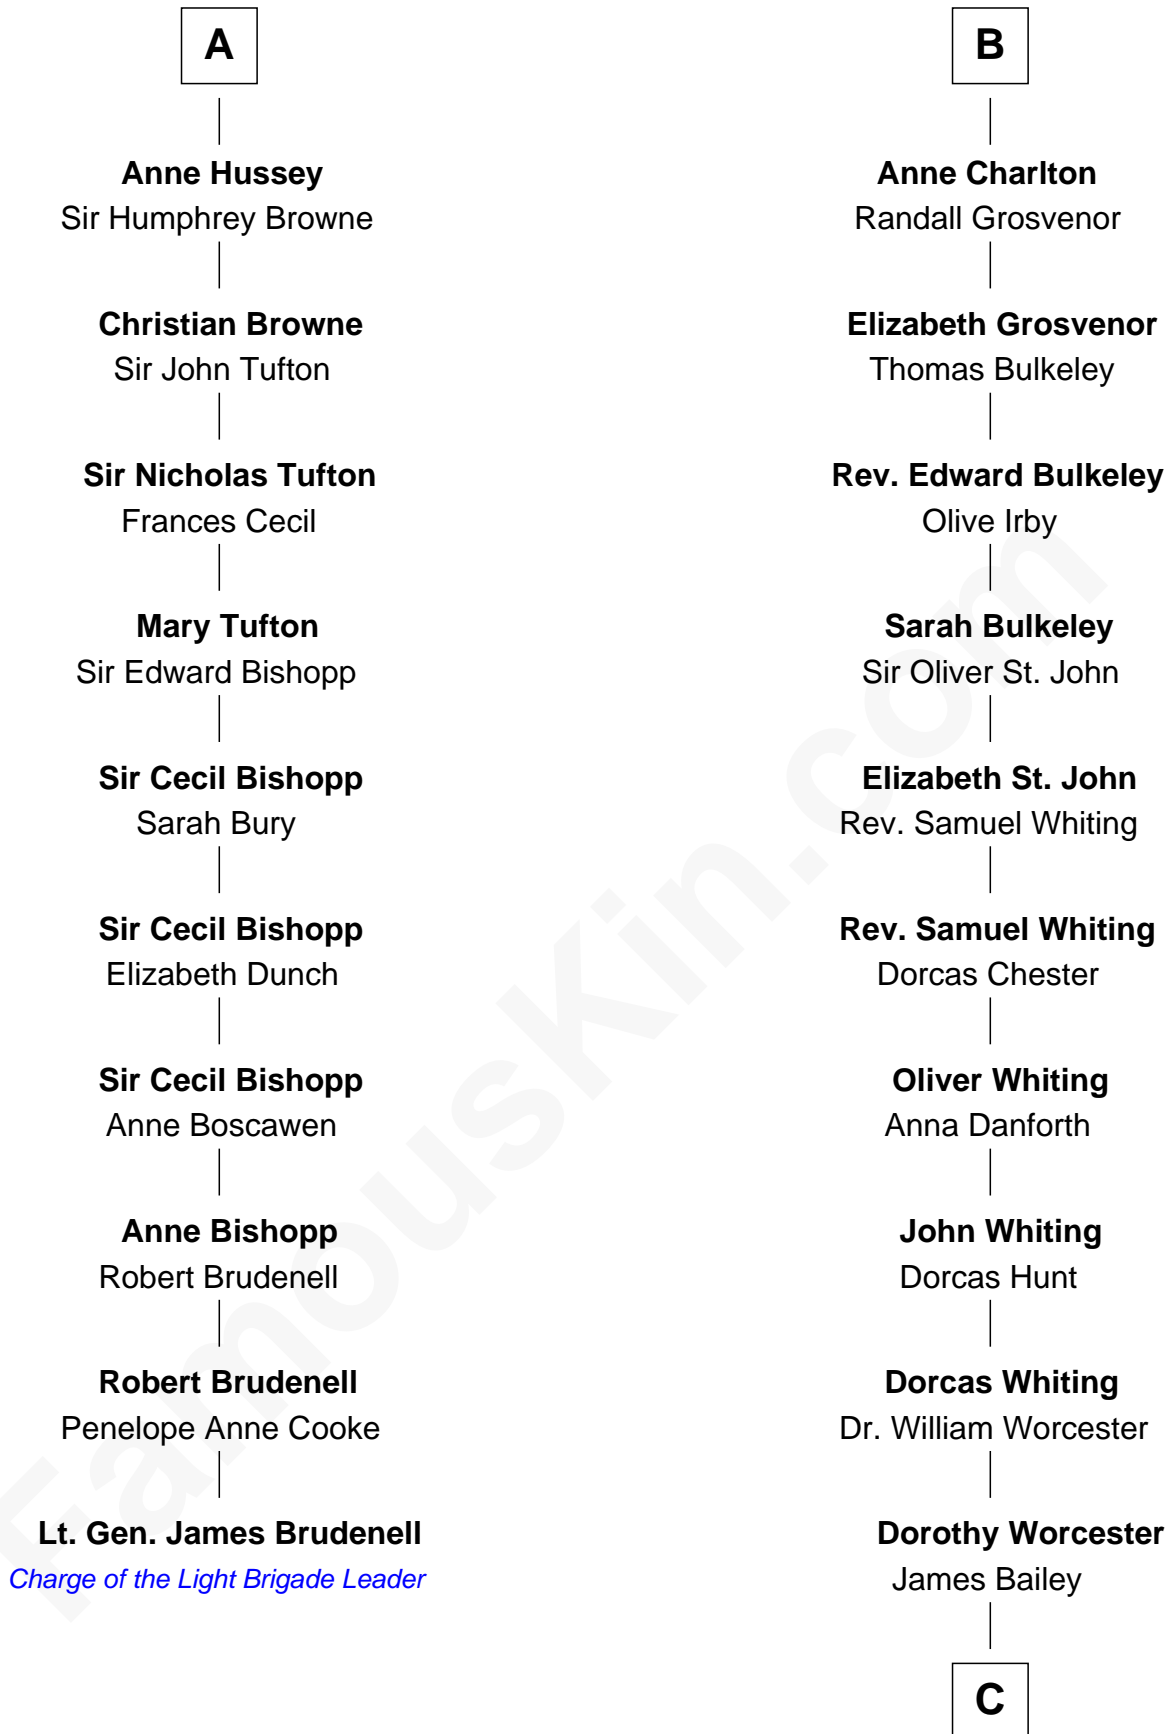 A
Anne Hussey
Sir Humphrey Browne
Christian Browne
Sir John Tufton
Sir Nicholas Tufton
Frances Cecil
Mary Tufton
Sir Edward Bishopp
Sir Cecil Bishopp
Sarah Bury
Sir Cecil Bishopp
Elizabeth Dunch
Sir Cecil Bishopp
Anne Boscawen
Anne Bishopp
Robert Brudenell
Robert Brudenell
Penelope Anne Cooke
Lt. Gen. James Brudenell
Charge of the Light Brigade Leader
B
Anne Charlton
Randall Grosvenor
Elizabeth Grosvenor
Thomas Bulkeley
Rev. Edward Bulkeley
Olive Irby
Sarah Bulkeley
Sir Oliver St. John
Elizabeth St. John
Rev. Samuel Whiting
Rev. Samuel Whiting
Dorcas Chester
Oliver Whiting
Anna Danforth
John Whiting
Dorcas Hunt
Dorcas Whiting
Dr. William Worcester
Dorothy Worcester
James Bailey
C
FamousKin.com